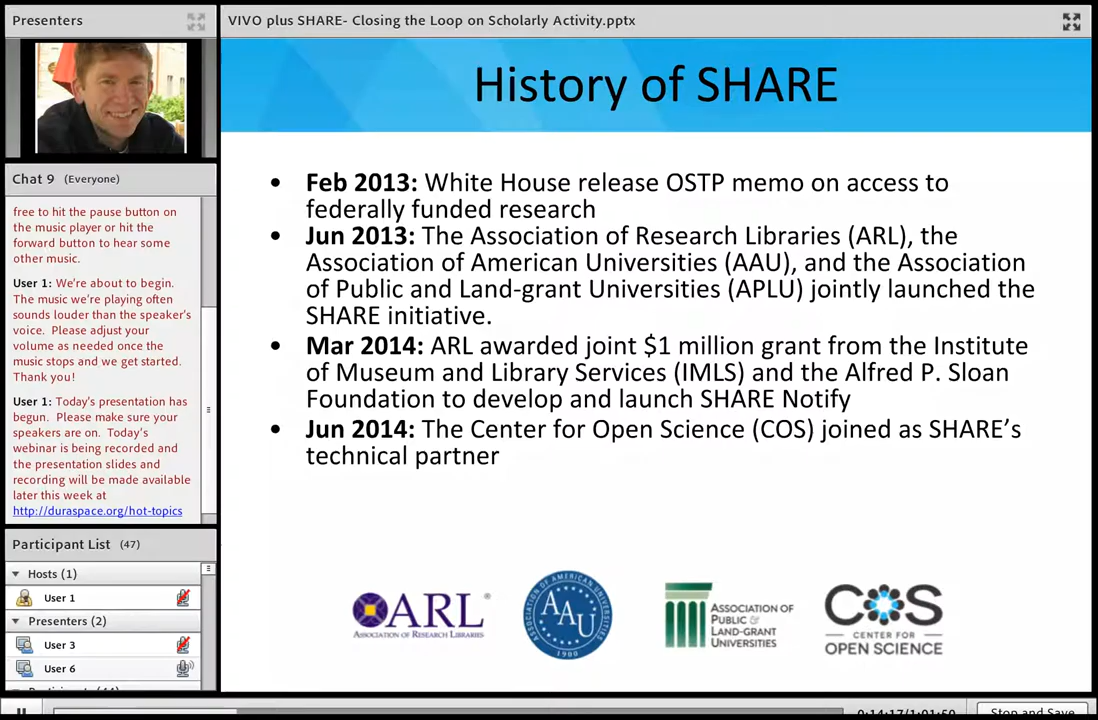 Presenters
VIVO plus SHARE- Closing the Loop on Scholarly Activity.pptx
Chat 9 (Everyone)
free to hit the pause button on
the music player or hit the
forward button to hear some
other music.
User 1: We're about to begin.
The music we're playing often
sounds louder than the speaker's
voice. Please adjust your
volume as needed once the
music stops and we get started.
Thank you!
User 1: Today's presentation has
begun. Please make sure your
speakers are on. Today's
webinar is being recorded and
the presentation slides and
recording will be made available
later this week at
http://duraspace.org/hot-topics
Participant List (47)
Hosts (1)
User 1
Presenters (2)
User 3
User 6
History of SHARE
• Feb 2013: White House release OSTP memo on access to
federally funded research
• Jun 2013: The Association of Research Libraries (ARL), the
Association of American Universities (AAU), and the Association
of Public and Land-grant Universities (APLU) jointly launched the
SHARE initiative.
• Mar 2014: ARL awarded joint $1 million grant from the Institute
of Museum and Library Services (IMLS) and the Alfred P. Sloan
Foundation to develop and launch SHARE Notify
• Jun 2014: The Center for Open Science (COS) joined as SHARE's
technical partner
ARL®
ASSOCIATION OF RESEARCH LIBRARIES
ASSOCIATION OF AMERICAN UNIVERSITIES
AAU
1900
ASSOCIATION OF
PUBLIC &
LAND-GRANT
UNIVERSITIES
COS
CENTER FOR
OPEN SCIENCE
0:14:17/1:01:50
Stop and Save